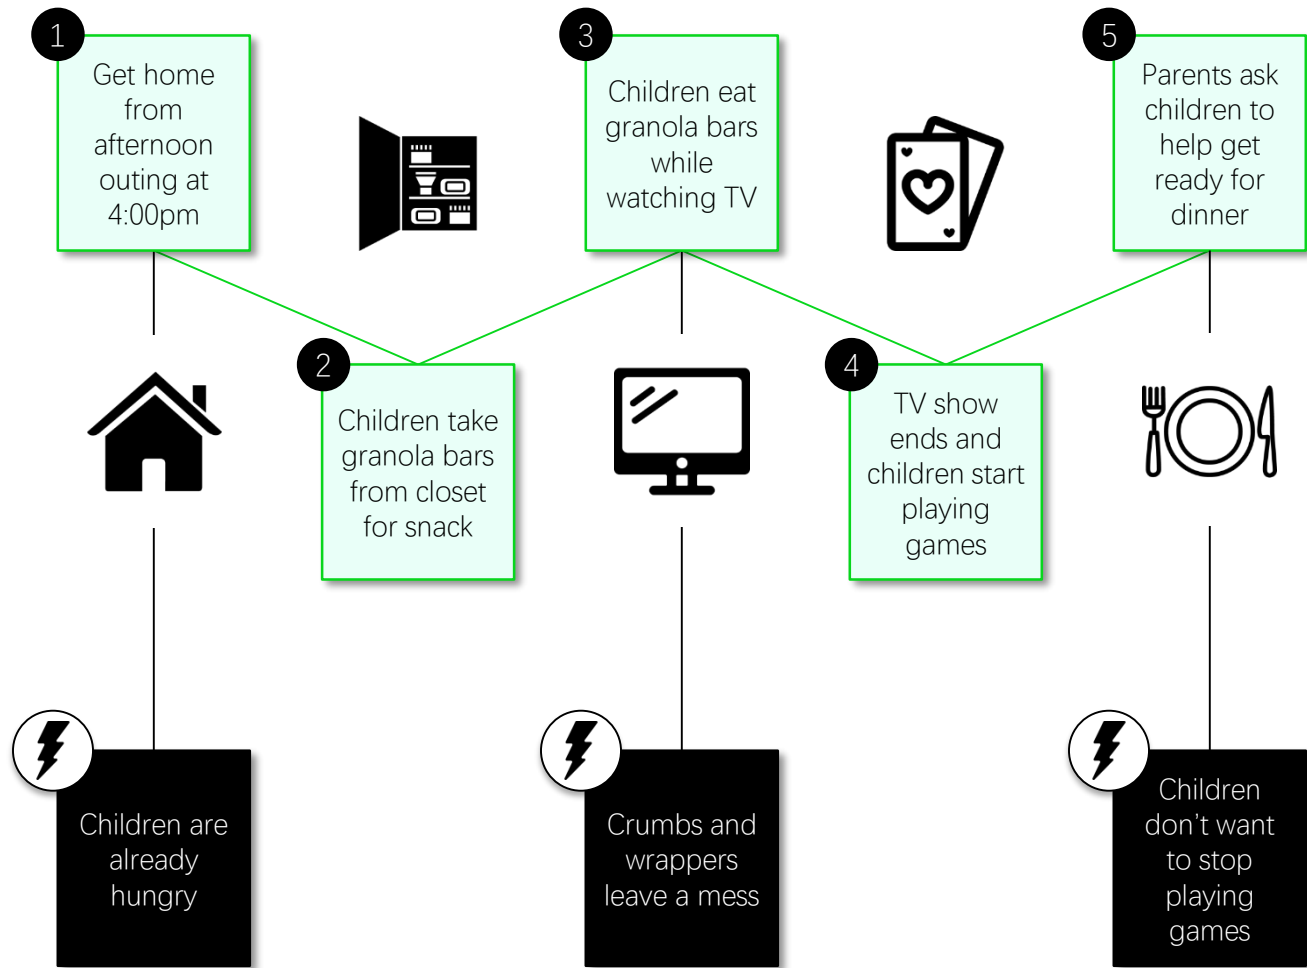 1
Get home
from
afternoon
outing at
4:00pm
2
Children take
granola bars
from closet
for snack
3
Children eat
granola bars
while
watching TV
4
TV show
ends and
children start
playing
games
5
Parents ask
children to
help get
ready for
dinner
Children are
already
hungry
Crumbs and
wrappers
leave a mess
Children
don’t want
to stop
playing
games